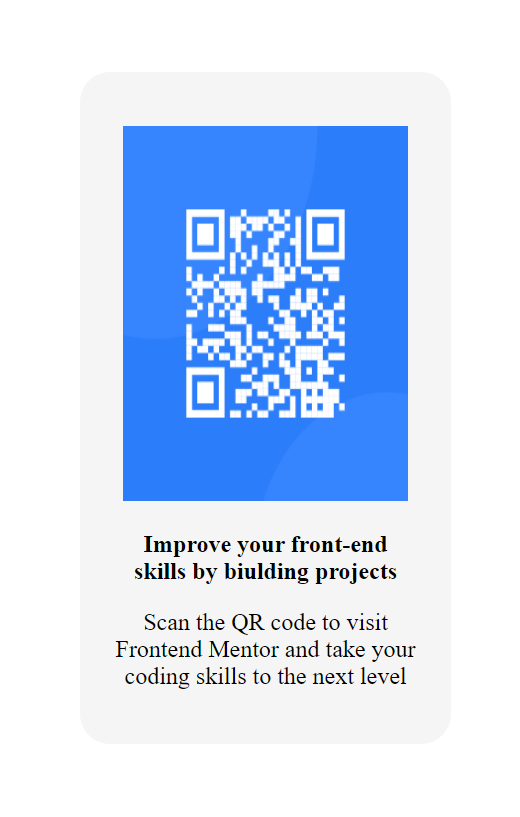 Improve your front-end
skills by biulding projects
Scan the QR code to visit
Frontend Mentor and take your
coding skills to the next level